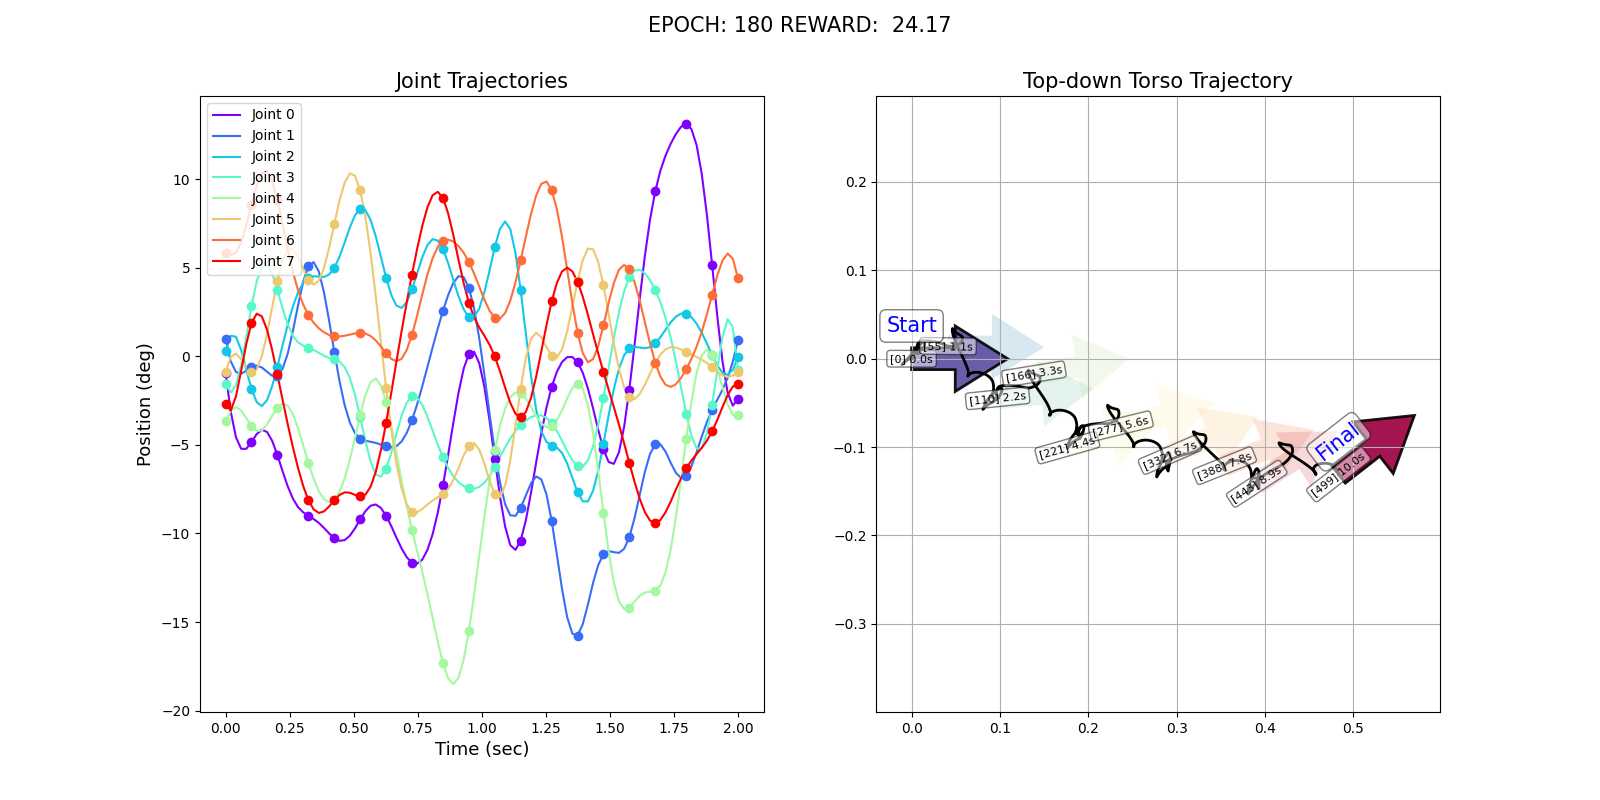 EPOCH: 180 REWARD:  24.17
Joint Trajectories
Joint 0
Joint 1
Joint 2
Joint 3
Joint 4
Joint 5
Joint 6
Joint 7
10
5
0
−5
−10
−15
−20
Position (deg)
0.00 0.25 0.50 0.75 1.00 1.25 1.50 1.75 2.00
Time (sec)
Top-down Torso Trajectory
0.2
0.1
0.0
−0.1
−0.2
−0.3
0.0 0.1 0.2 0.3 0.4 0.5
Start
[0] 0.0s
[55] 1.1s
[110] 2.2s
[166] 3.3s
[221] 4.4s
[277] 5.6s
[332] 6.7s
[388] 7.8s
[443] 8.9s
[499] 10.0s
Final